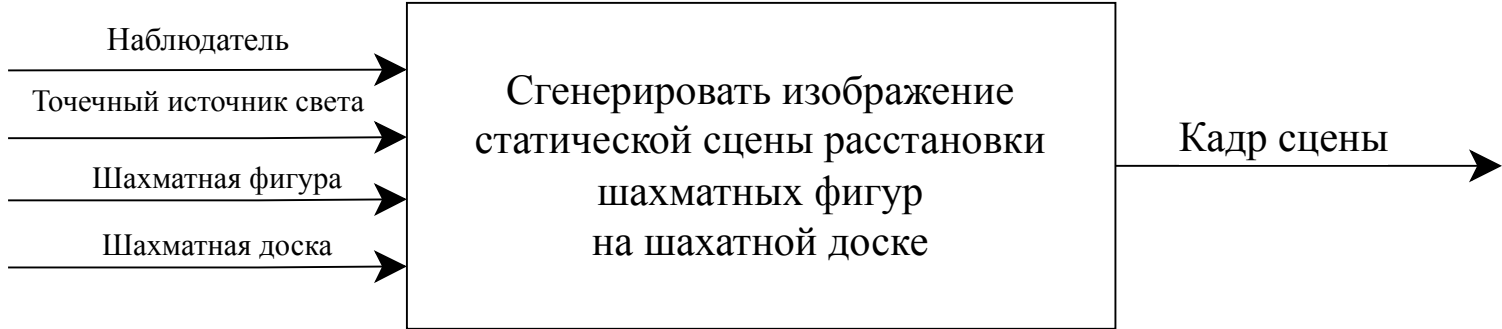 Наблюдатель
Точечный источник света
Шахматная фигура
Шахматная доска
Сгенерировать изображение
статической сцены расстановки
шахматных фигур
на шахатной доске
Кадр сцены